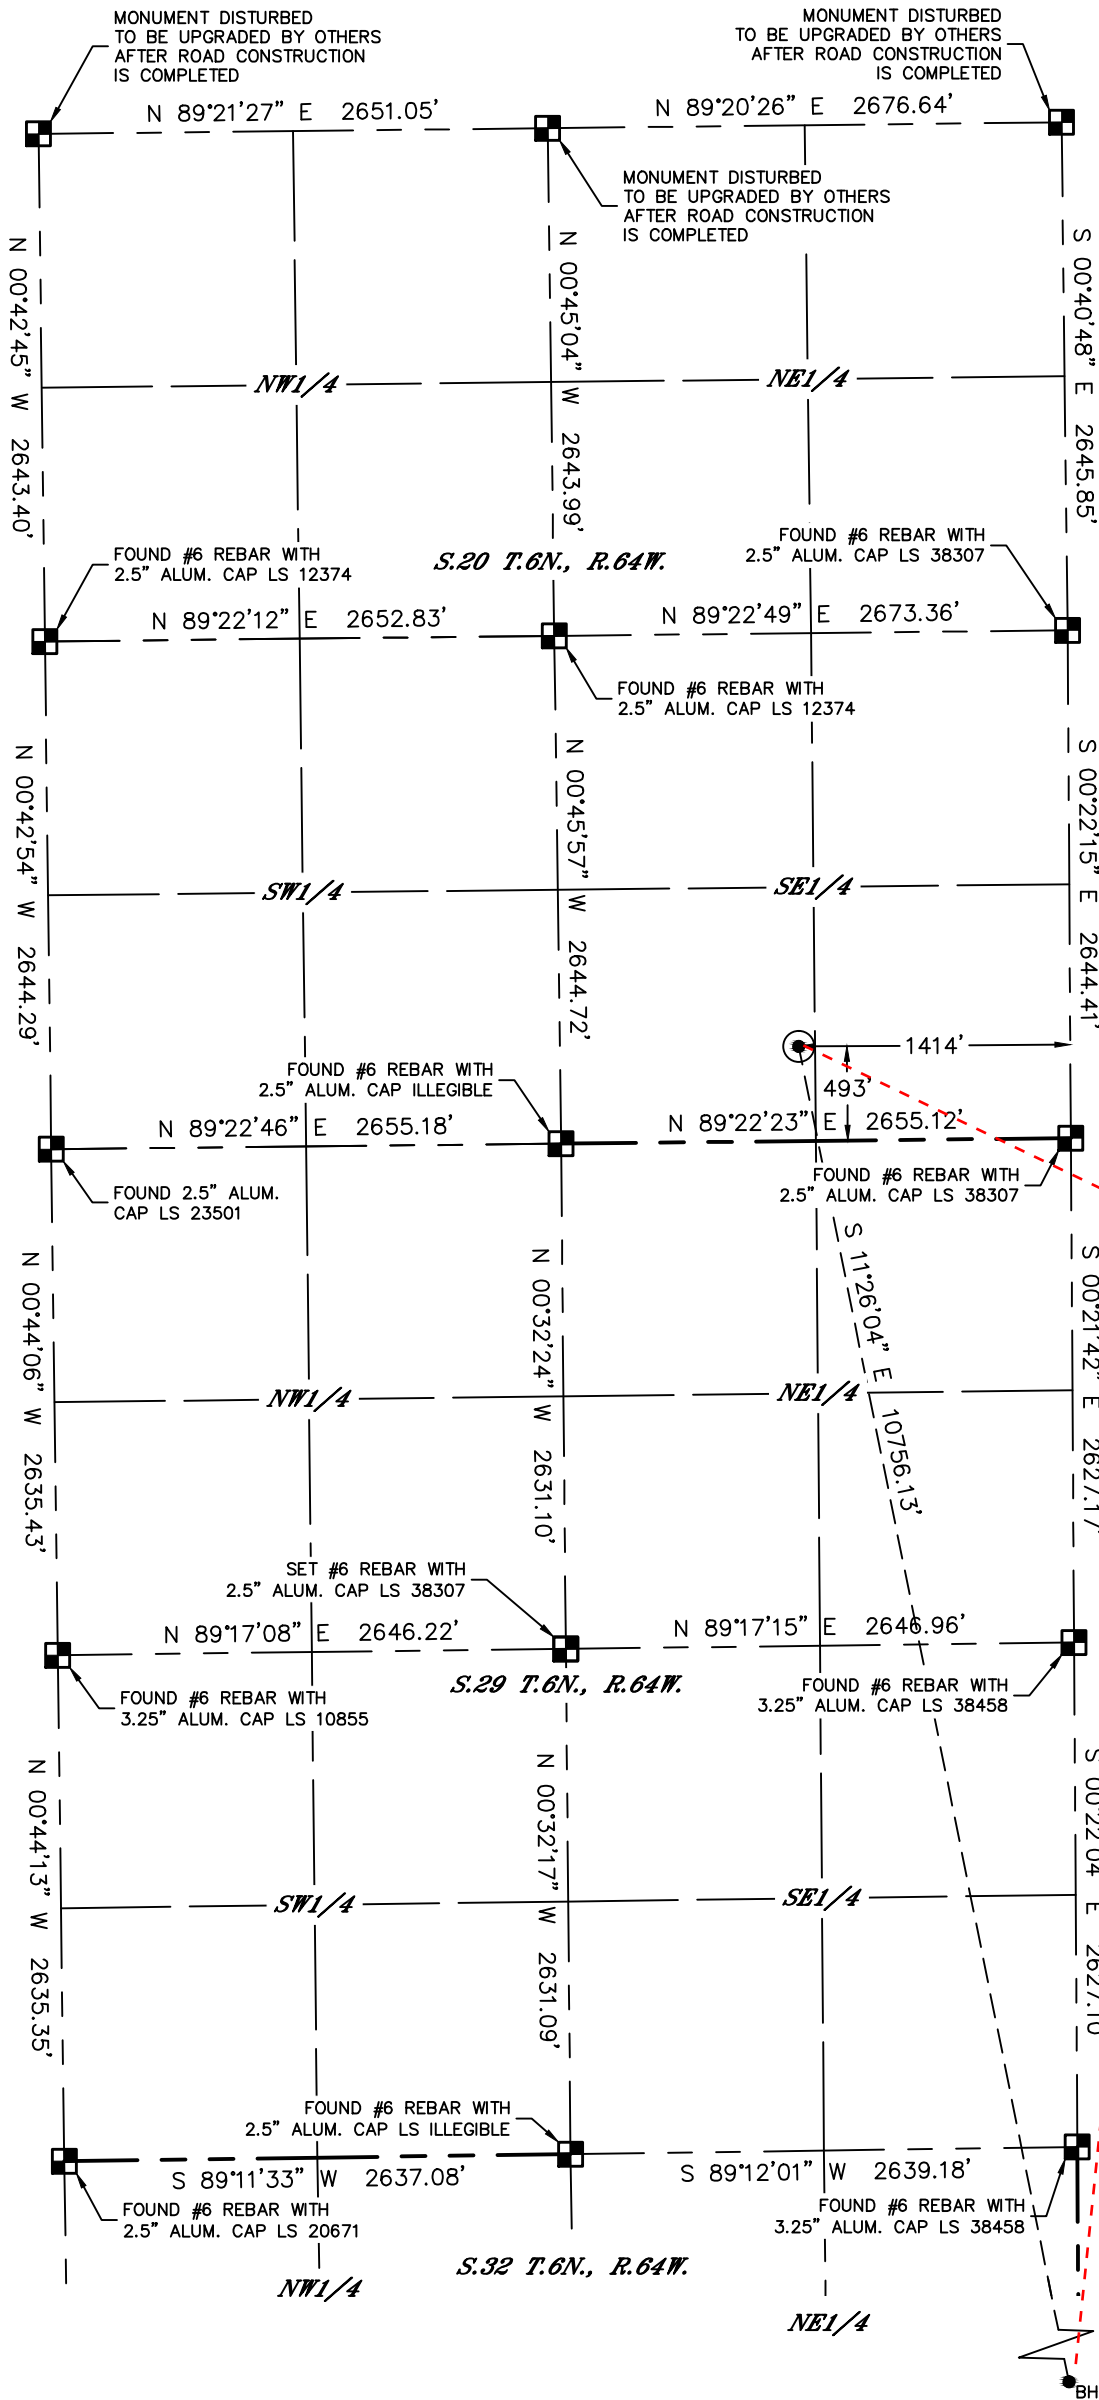 MONUMENT DISTURBED
TO BE UPGRADED BY OTHERS
AFTER ROAD CONSTRUCTION
IS COMPLETED
MONUMENT DISTURBED
TO BE UPGRADED BY OTHERS
AFTER ROAD CONSTRUCTION
IS COMPLETED
N 89°21'27" E 2651.05'
N 89°20'26" E 2676.64'
MONUMENT DISTURBED
TO BE UPGRADED BY OTHERS
AFTER ROAD CONSTRUCTION
IS COMPLETED
N 00°42'45" W 2643.40'
N 00°45'04" W 2643.99'
S 00°40'48" E 2645.85'
NW1/4
NE1/4
FOUND #6 REBAR WITH
2.5" ALUM. CAP LS 12374
S.20 T.6N., R.64W.
FOUND #6 REBAR WITH
2.5" ALUM. CAP LS 38307
N 89°22'12" E 2652.83'
N 89°22'49" E 2673.36'
FOUND #6 REBAR WITH
2.5" ALUM. CAP LS 12374
N 00°42'54" W 2644.29'
N 00°45'57" W 2644.72'
S 00°22'15" E 2644.41'
SW1/4
SE1/4
1414'
493'
FOUND #6 REBAR WITH
2.5" ALUM. CAP ILLEGIBLE
N 89°22'46" E 2655.18'
N 89°22'23" E 2655.12'
FOUND #6 REBAR WITH
2.5" ALUM. CAP LS 38307
FOUND 2.5" ALUM.
CAP LS 23501
N 00°44'06" W 2635.43'
N 00°32'24" W 2631.10'
S 11°26'04" E 10756.13'
S 00°21'42" E 2627.17'
NW1/4
NE1/4
SET #6 REBAR WITH
2.5" ALUM. CAP LS 38307
N 89°17'08" E 2646.22'
N 89°17'15" E 2646.96'
S.29 T.6N., R.64W.
FOUND #6 REBAR WITH
3.25" ALUM. CAP LS 10855
FOUND #6 REBAR WITH
3.25" ALUM. CAP LS 38458
N 00°44'13" W 2635.35'
N 00°32'17" W 2631.09'
S 00°22'04" E 2627.10'
SW1/4
SE1/4
FOUND #6 REBAR WITH
2.5" ALUM. CAP LS ILLEGIBLE
S 89°11'33" W 2637.08'
S 89°12'01" W 2639.18'
FOUND #6 REBAR WITH
2.5" ALUM. CAP LS 20671
FOUND #6 REBAR WITH
3.25" ALUM. CAP LS 38458
S.32 T.6N., R.64W.
NW1/4
NE1/4
BH